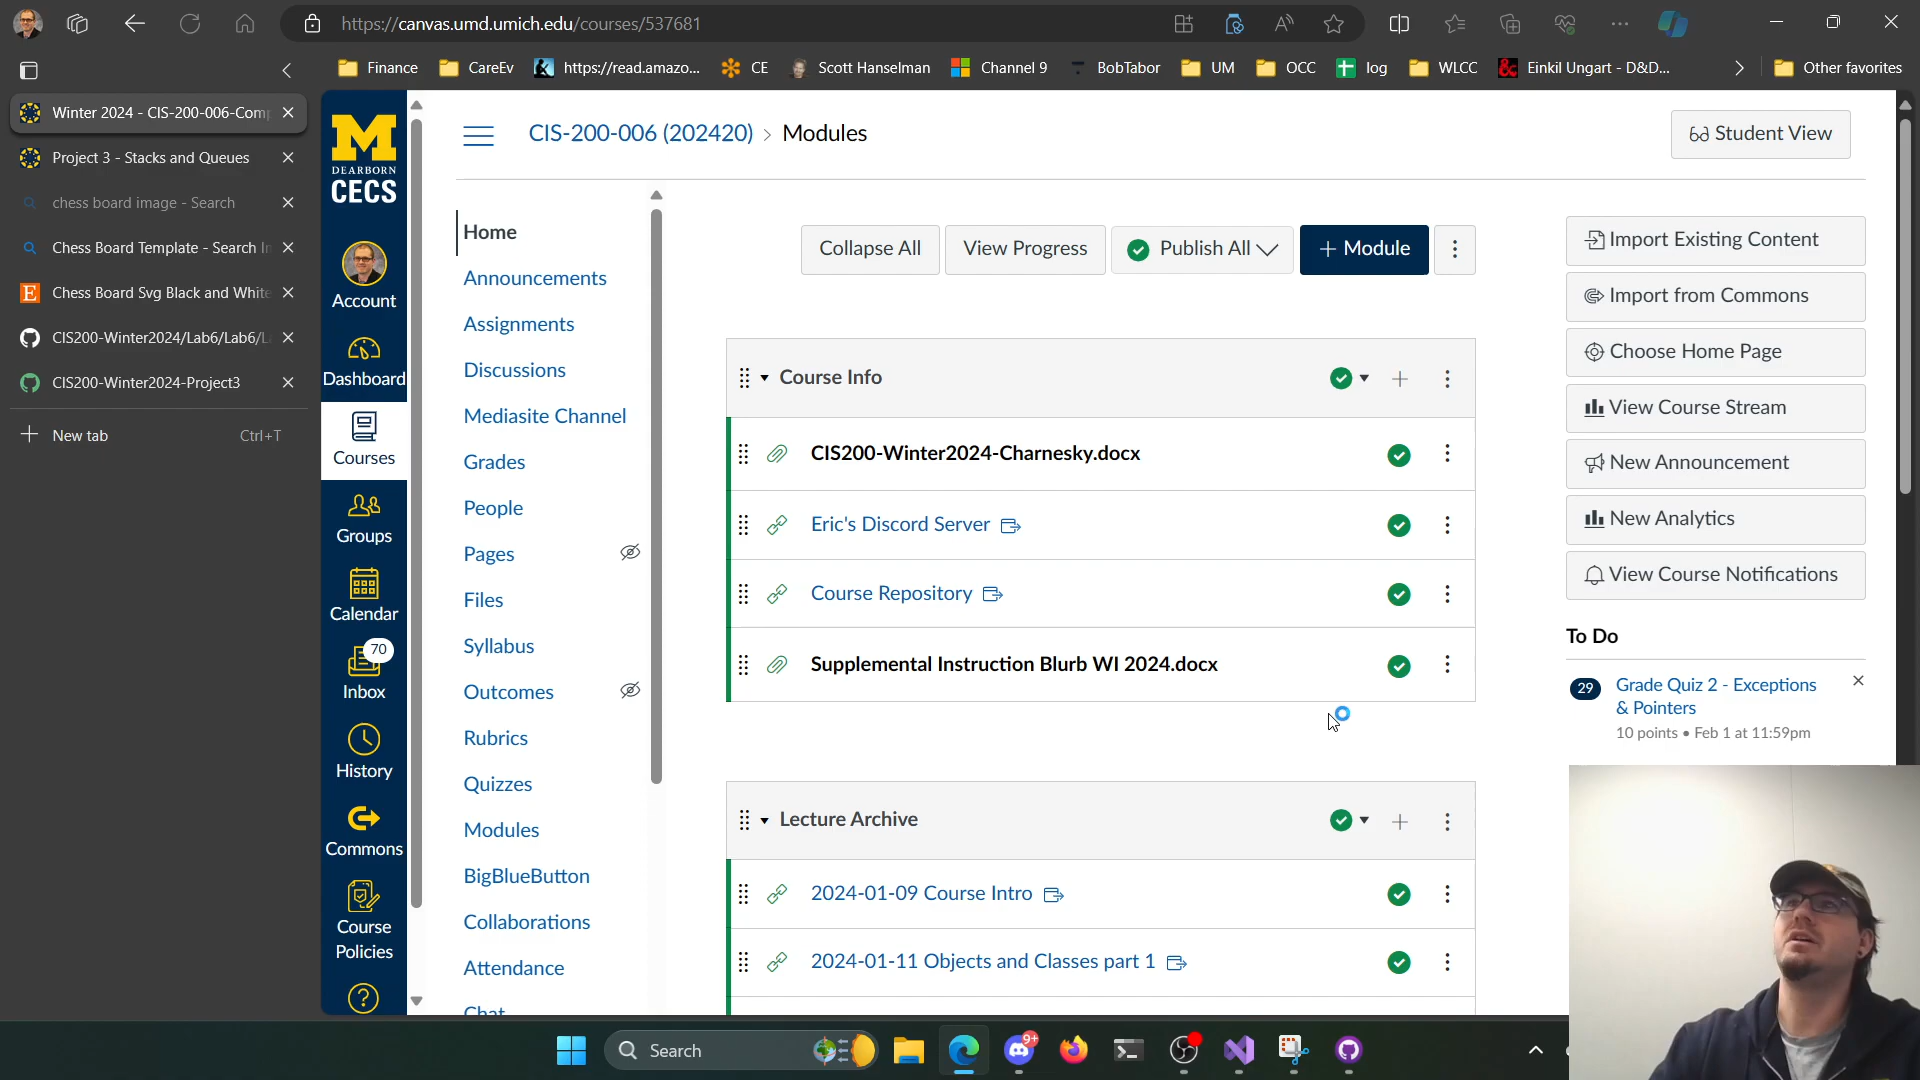 https://canvas.umd.umich.edu/courses/537681
Finance
CareEv
https://read.amazo...
CE
Scott Hanselman
Channel 9
BobTabor
UM
OCC
log
WLCC
Einkil Ungart - D&D...
Other favorites
Winter 2024 - CIS-200-006-Comp
Project 3 - Stacks and Queues
chess board image - Search
Chess Board Template - Search In
Chess Board Svg Black and White
CIS200-Winter2024/Lab6/Lab6/L
CIS200-Winter2024-Project3
New tab
Ctrl+T
M
DEARBORN
CECS
Account
Dashboard
Courses
Groups
Calendar
70
Inbox
History
Commons
Course
Policies
CIS-200-006 (202420) > Modules
Student View
Home
Announcements
Assignments
Discussions
Mediasite Channel
Grades
People
Pages
Files
Syllabus
Outcomes
Rubrics
Quizzes
Modules
BigBlueButton
Collaborations
Attendance
Chat
Collapse All
View Progress
Publish All
+ Module
Course Info
CIS200-Winter2024-Charnesky.docx
Eric's Discord Server
Course Repository
Supplemental Instruction Blurb WI 2024.docx
Lecture Archive
2024-01-09 Course Intro
2024-01-11 Objects and Classes part 1
Import Existing Content
Import from Commons
Choose Home Page
View Course Stream
New Announcement
New Analytics
View Course Notifications
To Do
29
Grade Quiz 2 - Exceptions
& Pointers
10 points • Feb 1 at 11:59pm
Search
9+